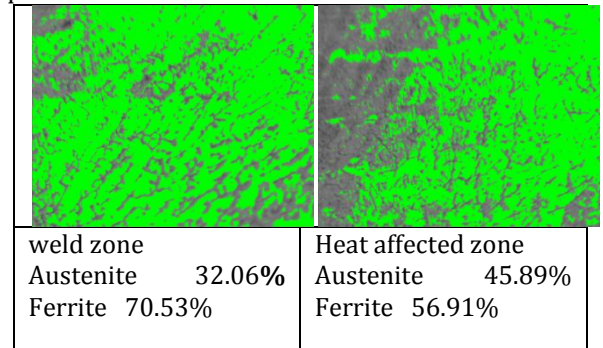 weld zone
Austenite 32.06%
Ferrite 70.53%
Heat affected zone
Austenite 45.89%
Ferrite 56.91%